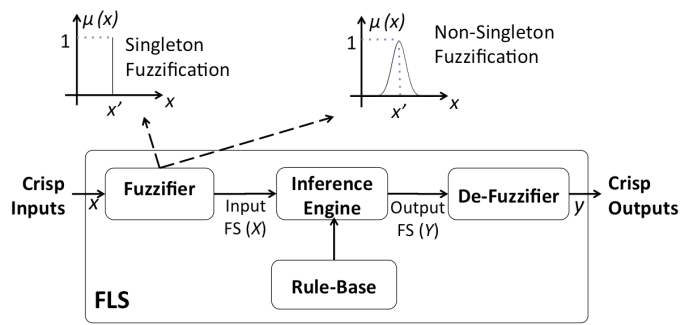 μ (x)
1
Singleton
Fuzzification
x’
x
μ (x)
1
Non-Singleton
Fuzzification
x’
x
Crisp
Inputs
x
Fuzzifier
Input
FS (X)
Inference
Engine
Output
FS (Y)
De-Fuzzifier
y
Crisp
Outputs
Rule-Base
FLS